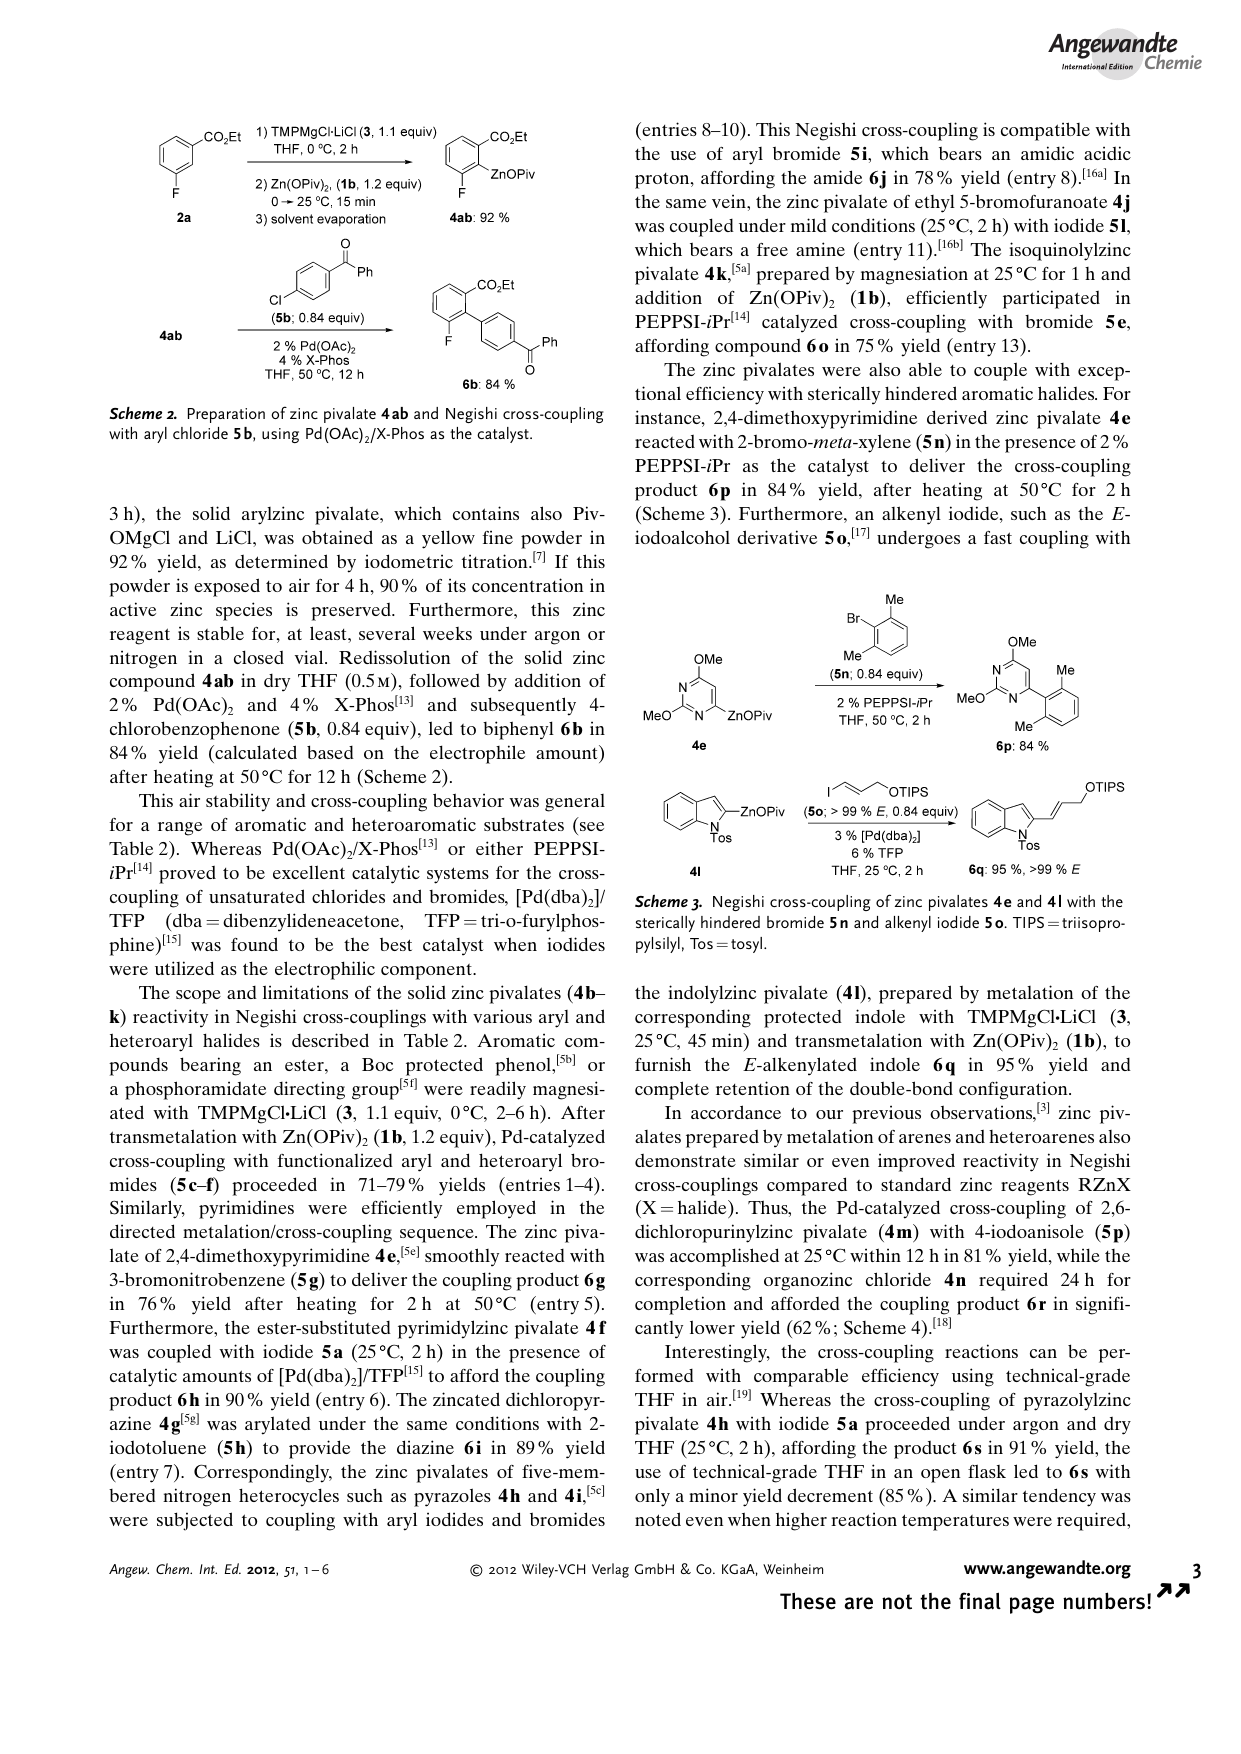 Angewandte
International Edition Chemie
CO₂Et
F
2a
1) TMPMgCl·LiCl (3, 1.1 equiv)
THF, 0 ºC, 2 h
2) Zn(OPiv)₂, (1b, 1.2 equiv)
0 → 25 ºC, 15 min
3) solvent evaporation
CO₂Et
ZnOPiv
F
4ab: 92 %
4ab
O
Ph
Cl
(5b; 0.84 equiv)
2 % Pd(OAc)₂
4 % X-Phos
THF, 50 ºC, 12 h
CO₂Et
F
Ph
O
6b: 84 %
Scheme 2. Preparation of zinc pivalate 4ab and Negishi cross-coupling
with aryl chloride 5b, using Pd(OAc)₂/X-Phos as the catalyst.
3 h), the solid arylzinc pivalate, which contains also Piv-
OMgCl and LiCl, was obtained as a yellow fine powder in
92 % yield, as determined by iodometric titration.[7] If this
powder is exposed to air for 4 h, 90 % of its concentration in
active zinc species is preserved. Furthermore, this zinc
reagent is stable for, at least, several weeks under argon or
nitrogen in a closed vial. Redissolution of the solid zinc
compound 4ab in dry THF (0.5 M), followed by addition of
2 % Pd(OAc)₂ and 4 % X-Phos[13] and subsequently 4-
chlorobenzophenone (5b, 0.84 equiv), led to biphenyl 6b in
84 % yield (calculated based on the electrophile amount)
after heating at 50 °C for 12 h (Scheme 2).
This air stability and cross-coupling behavior was general
for a range of aromatic and heteroaromatic substrates (see
Table 2). Whereas Pd(OAc)₂/X-Phos[13] or either PEPPSI-
iPr[14] proved to be excellent catalytic systems for the cross-
coupling of unsaturated chlorides and bromides, [Pd(dba)₂]/
TFP (dba = dibenzylideneacetone, TFP = tri-o-furylphos-
phine)[15] was found to be the best catalyst when iodides
were utilized as the electrophilic component.
The scope and limitations of the solid zinc pivalates (4b–
k) reactivity in Negishi cross-couplings with various aryl and
heteroaryl halides is described in Table 2. Aromatic com-
pounds bearing an ester, a Boc protected phenol,[5b] or
a phosphoramidate directing group[5f] were readily magnesi-
ated with TMPMgCl·LiCl (3, 1.1 equiv, 0 °C, 2–6 h). After
transmetalation with Zn(OPiv)₂ (1b, 1.2 equiv), Pd-catalyzed
cross-coupling with functionalized aryl and heteroaryl bro-
mides (5c–f) proceeded in 71–79 % yields (entries 1–4).
Similarly, pyrimidines were efficiently employed in the
directed metalation/cross-coupling sequence. The zinc piva-
late of 2,4-dimethoxypyrimidine 4e,[5e] smoothly reacted with
3-bromonitrobenzene (5g) to deliver the coupling product 6g
in 76 % yield after heating for 2 h at 50 °C (entry 5).
Furthermore, the ester-substituted pyrimidylzinc pivalate 4f
was coupled with iodide 5a (25 °C, 2 h) in the presence of
catalytic amounts of [Pd(dba)₂]/TFP[15] to afford the coupling
product 6h in 90 % yield (entry 6). The zincated dichloropyr-
azine 4g[5g] was arylated under the same conditions with 2-
iodotoluene (5h) to provide the diazine 6i in 89 % yield
(entry 7). Correspondingly, the zinc pivalates of five-mem-
bered nitrogen heterocycles such as pyrazoles 4h and 4i,[5c]
were subjected to coupling with aryl iodides and bromides
(entries 8–10). This Negishi cross-coupling is compatible with
the use of aryl bromide 5i, which bears an amidic acidic
proton, affording the amide 6j in 78 % yield (entry 8).[16a] In
the same vein, the zinc pivalate of ethyl 5-bromofuranoate 4j
was coupled under mild conditions (25 °C, 2 h) with iodide 5l,
which bears a free amine (entry 11).[16b] The isoquinolylzinc
pivalate 4k,[5a] prepared by magnesiation at 25 °C for 1 h and
addition of Zn(OPiv)₂ (1b), efficiently participated in
PEPPSI-iPr[14] catalyzed cross-coupling with bromide 5e,
affording compound 6o in 75 % yield (entry 13).
The zinc pivalates were also able to couple with excep-
tional efficiency with sterically hindered aromatic halides. For
instance, 2,4-dimethoxypyrimidine derived zinc pivalate 4e
reacted with 2-bromo-meta-xylene (5n) in the presence of 2 %
PEPPSI-iPr as the catalyst to deliver the cross-coupling
product 6p in 84 % yield, after heating at 50 °C for 2 h
(Scheme 3). Furthermore, an alkenyl iodide, such as the E-
iodoalcohol derivative 5o,[17] undergoes a fast coupling with
OMe
N
MeO N ZnOPiv
4e
Me
Br
Me
(5n; 0.84 equiv)
2 % PEPPSI-iPr
THF, 50 ºC, 2 h
OMe
N Me
MeO N
Me
6p: 84 %
ZnOPiv
N
Tos
4l
I OTIPS
(5o; > 99 % E, 0.84 equiv)
3 % [Pd(dba)₂]
6 % TFP
THF, 25 ºC, 2 h
OTIPS
N
Tos
6q: 95 %, >99 % E
Scheme 3. Negishi cross-coupling of zinc pivalates 4e and 4l with the
sterically hindered bromide 5n and alkenyl iodide 5o. TIPS = triisopro-
pylsilyl, Tos = tosyl.
the indolylzinc pivalate (4l), prepared by metalation of the
corresponding protected indole with TMPMgCl·LiCl (3,
25 °C, 45 min) and transmetalation with Zn(OPiv)₂ (1b), to
furnish the E-alkenylated indole 6q in 95 % yield and
complete retention of the double-bond configuration.
In accordance to our previous observations,[3] zinc piv-
alates prepared by metalation of arenes and heteroarenes also
demonstrate similar or even improved reactivity in Negishi
cross-couplings compared to standard zinc reagents RZnX
(X = halide). Thus, the Pd-catalyzed cross-coupling of 2,6-
dichloropurinylzinc pivalate (4m) with 4-iodoanisole (5p)
was accomplished at 25 °C within 12 h in 81 % yield, while the
corresponding organozinc chloride 4n required 24 h for
completion and afforded the coupling product 6r in signifi-
cantly lower yield (62 %; Scheme 4).[18]
Interestingly, the cross-coupling reactions can be per-
formed with comparable efficiency using technical-grade
THF in air.[19] Whereas the cross-coupling of pyrazolylzinc
pivalate 4h with iodide 5a proceeded under argon and dry
THF (25 °C, 2 h), affording the product 6s in 91 % yield, the
use of technical-grade THF in an open flask led to 6s with
only a minor yield decrement (85 %). A similar tendency was
noted even when higher reaction temperatures were required,
Angew. Chem. Int. Ed. 2012, 51, 1 – 6
© 2012 Wiley-VCH Verlag GmbH & Co. KGaA, Weinheim
www.angewandte.org
3
These are not the final page numbers!